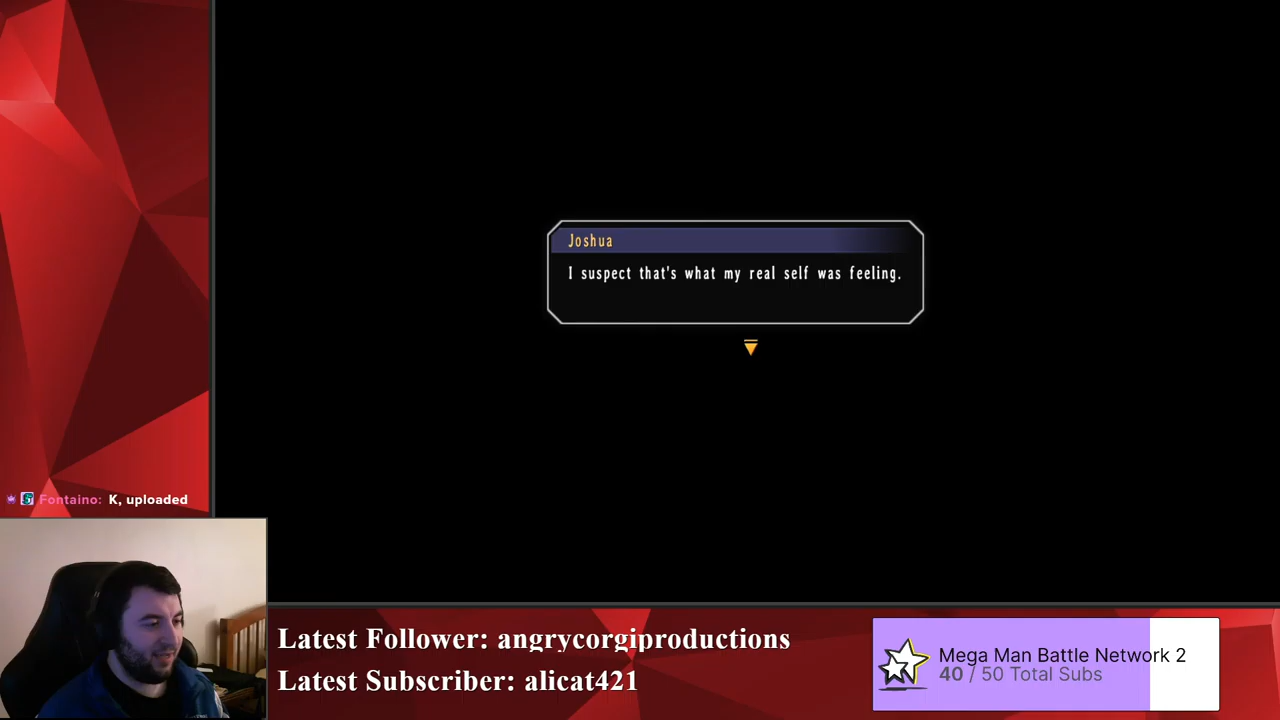 Joshua
I suspect that's what my real self was feeling.
Fontaino: K, uploaded
Latest Follower: angrycorgiproductions
Latest Subscriber: alicat421
Mega Man Battle Network 2
40 / 50 Total Subs